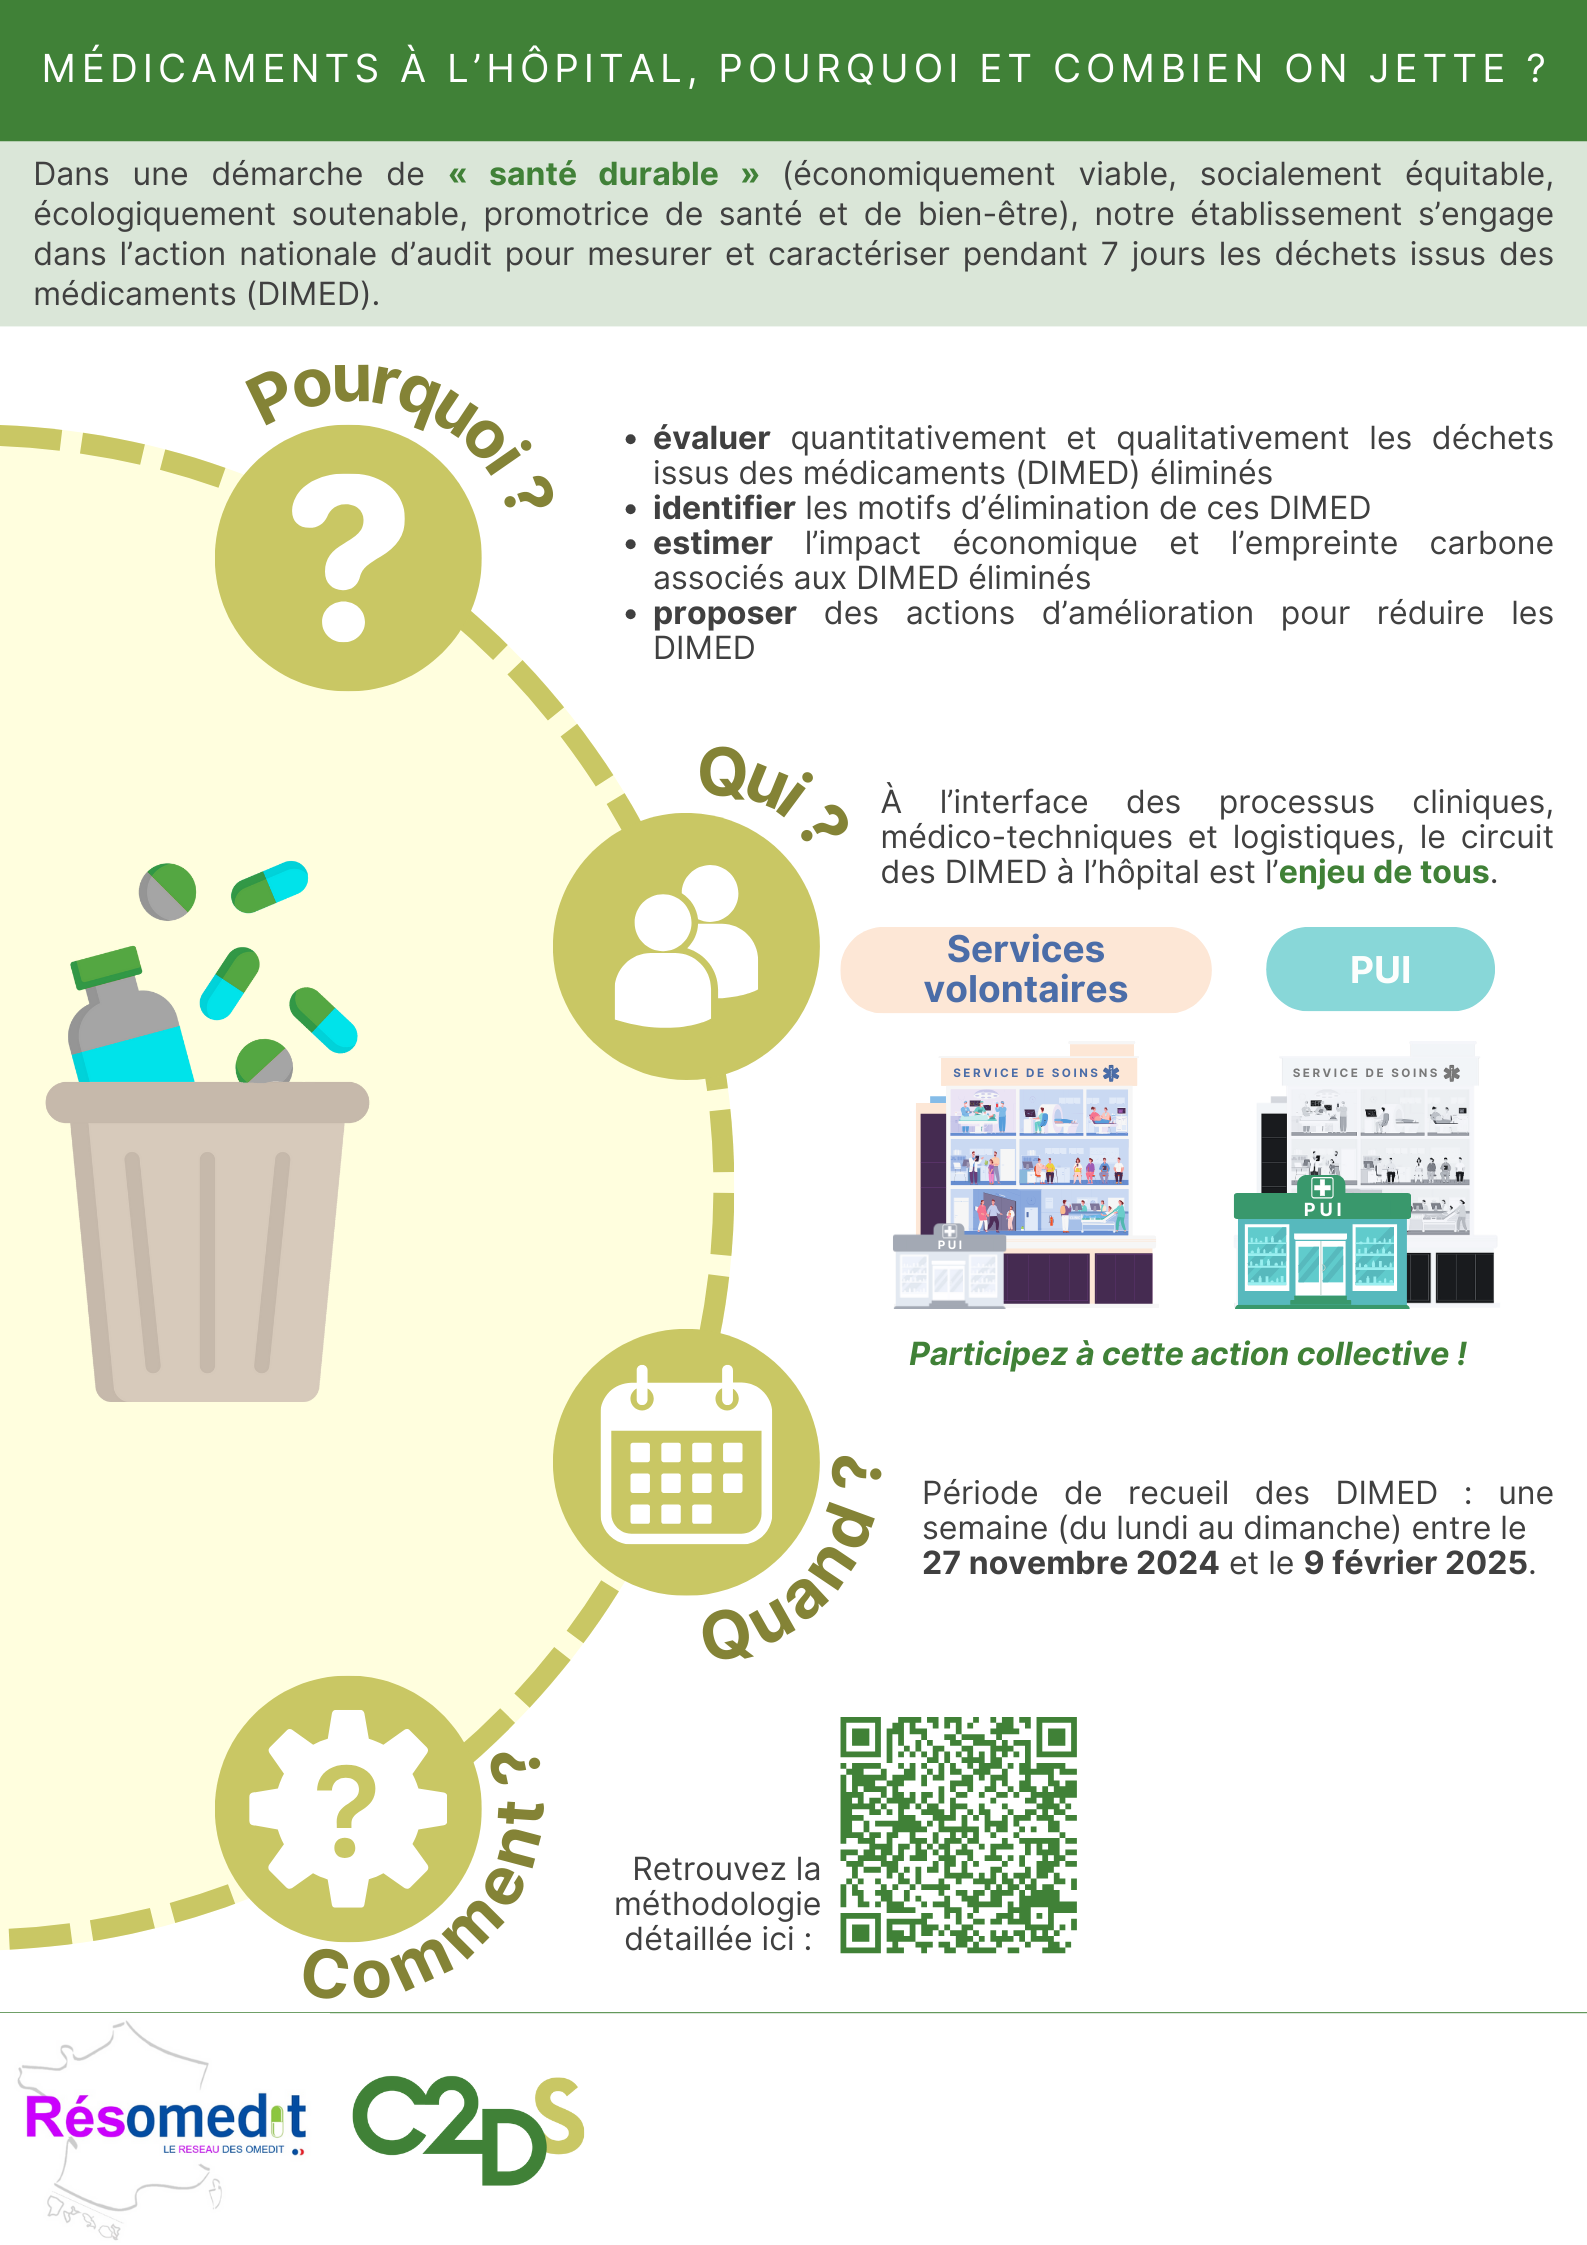 MÉDICAMENTS À L’HÔPITAL, POURQUOI ET COMBIEN ON JETTE ?
Dans une démarche de « santé durable » (économiquement viable, socialement équitable,
écologiquement soutenable, promotrice de santé et de bien-être), notre établissement s’engage
dans l’action nationale d’audit pour mesurer et caractériser pendant 7 jours les déchets issus des
médicaments (DIMED).
Pourquoi ?
?
• évaluer quantitativement et qualitativement les déchets
issus des médicaments (DIMED) éliminés
• identifier les motifs d’élimination de ces DIMED
• estimer l’impact économique et l’empreinte carbone
associés aux DIMED éliminés
• proposer des actions d’amélioration pour réduire les
DIMED
Qui ?
À l’interface des processus cliniques,
médico-techniques et logistiques, le circuit
des DIMED à l’hôpital est l’enjeu de tous.
Services
volontaires
PUI
SERVICE DE SOINS
PUI
SERVICE DE SOINS
PUI
Participez à cette action collective !
Quand ?
Période de recueil des DIMED : une
semaine (du lundi au dimanche) entre le
27 novembre 2024 et le 9 février 2025.
Comment ?
?
Retrouvez la
méthodologie
détaillée ici :
Résomedit
LE RESEAU DES OMEDIT
C2DS